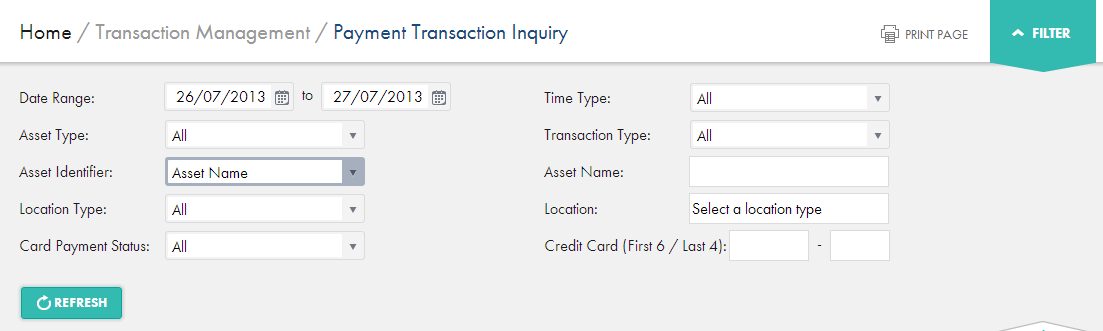 Home / Transaction Management / Payment Transaction Inquiry PRINT PAGE FILTER
Date Range: 26/07/2013 to 27/07/2013 Time Type: All
Asset Type: All Transaction Type: All
Asset Identifier: Asset Name Asset Name:
Location Type: All Location: Select a location type
Card Payment Status: All Credit Card (First 6 / Last 4): -
REFRESH